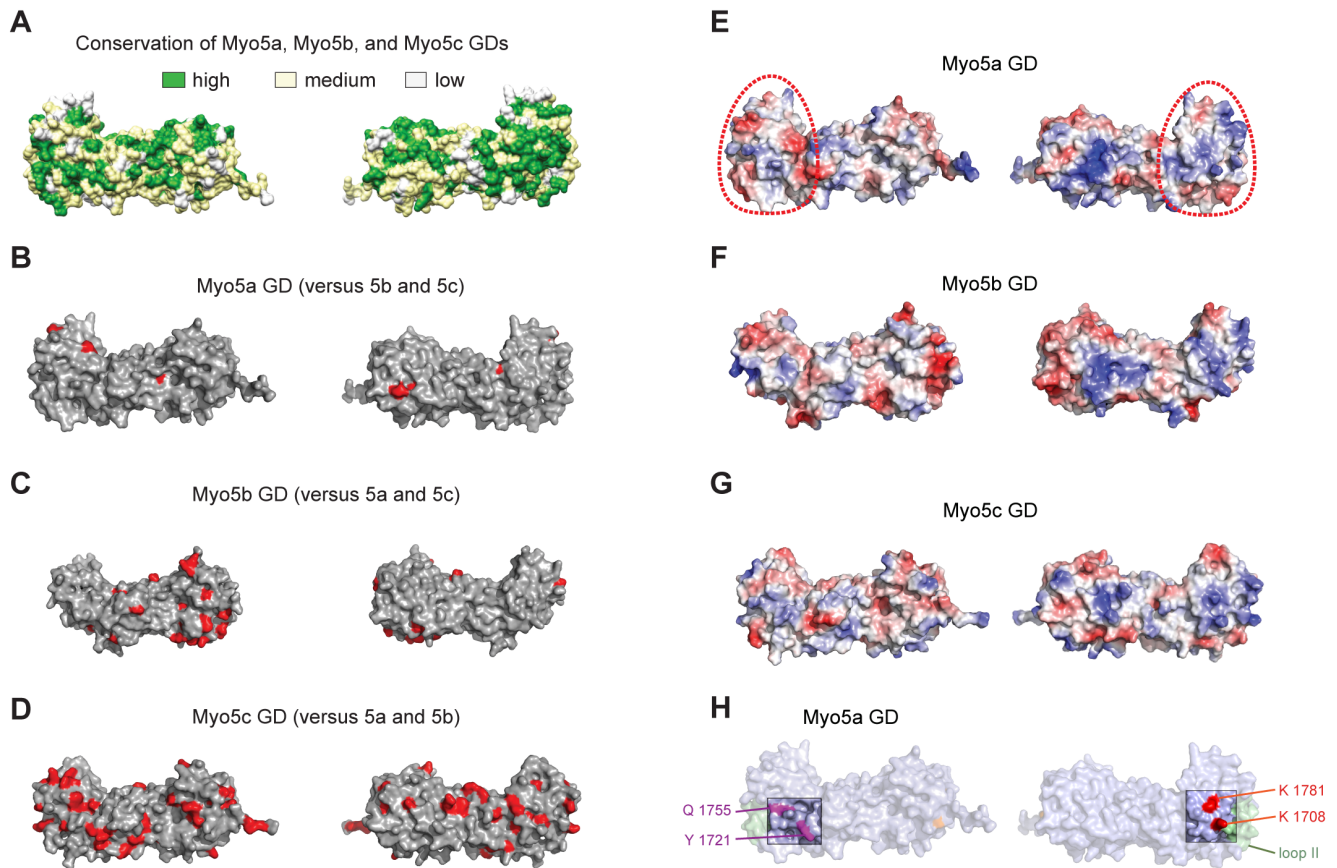 A
Conservation of Myo5a, Myo5b, and Myo5c GDs
high medium low
B
Myo5a GD (versus 5b and 5c)
C
Myo5b GD (versus 5a and 5c)
D
Myo5c GD (versus 5a and 5b)
E
Myo5a GD
F
Myo5b GD
G
Myo5c GD
H
Myo5a GD
Q 1755
Y 1721
K 1781
K 1708
loop II